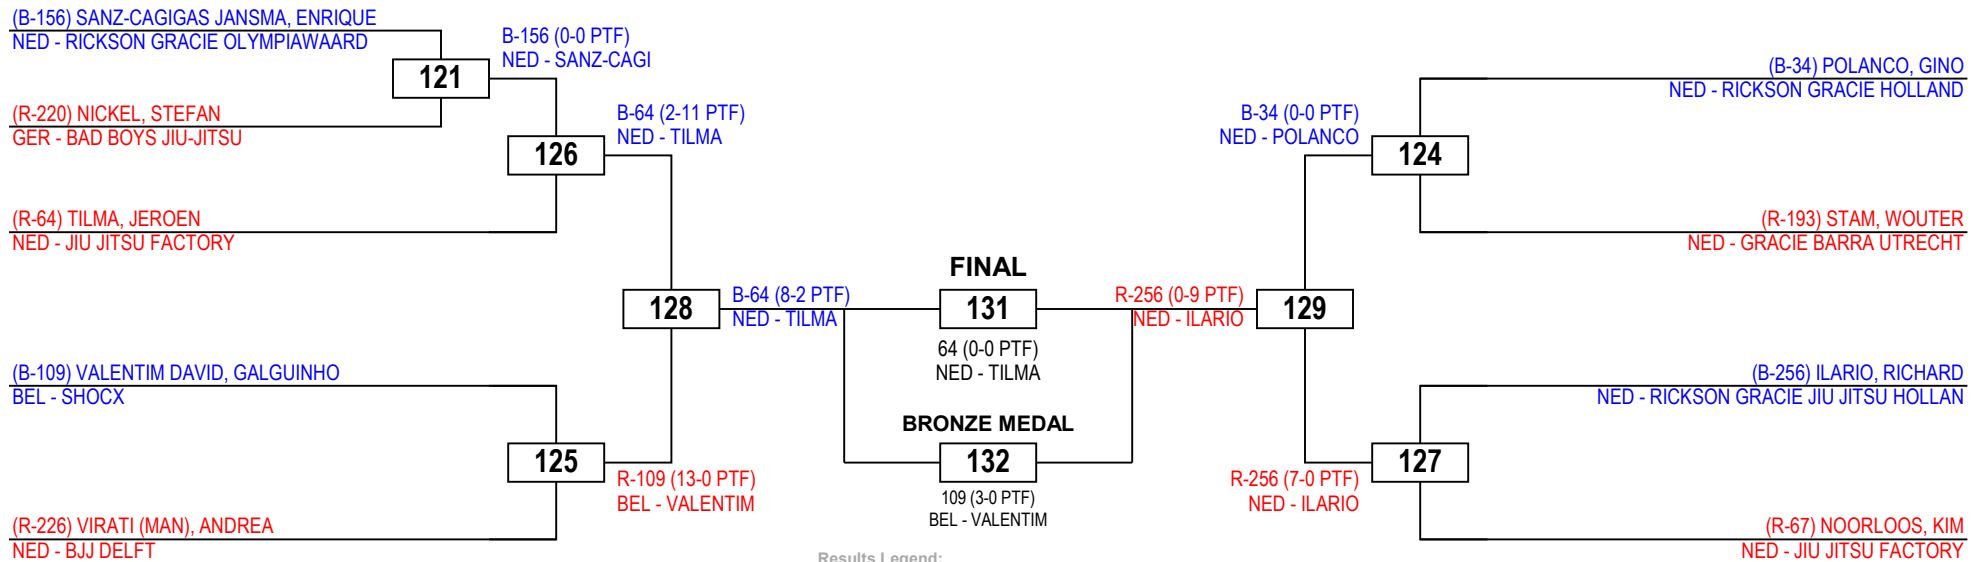 (B-156) SANZ-CAGIGAS JANSMA, ENRIQUE
NED - RICKSON GRACIE OLYMPIAWAARD
121
(R-220) NICKEL, STEFAN
GER - BAD BOYS JIU-JITSU
B-156 (0-0 PTF)
NED - SANZ-CAGI
126
(R-64) TILMA, JEROEN
NED - JIU JITSU FACTORY
B-64 (2-11 PTF)
NED - TILMA
128
(B-109) VALENTIM DAVID, GALGUINHO
BEL - SHOCX
125
(R-226) VIRATI (MAN), ANDREA
NED - BJJ DELFT
R-109 (13-0 PTF)
BEL - VALENTIM
B-64 (8-2 PTF)
NED - TILMA
FINAL
131
64 (0-0 PTF)
NED - TILMA
BRONZE MEDAL
132
109 (3-0 PTF)
BEL - VALENTIM
R-256 (0-9 PTF)
NED - ILARIO
129
B-34 (0-0 PTF)
NED - POLANCO
124
(B-34) POLANCO, GINO
NED - RICKSON GRACIE HOLLAND
(R-193) STAM, WOUTER
NED - GRACIE BARRA UTRECHT
R-256 (7-0 PTF)
NED - ILARIO
127
(B-256) ILARIO, RICHARD
NED - RICKSON GRACIE JIU JITSU HOLLAN
(R-67) NOORLOOS, KIM
NED - JIU JITSU FACTORY
Results Legend: